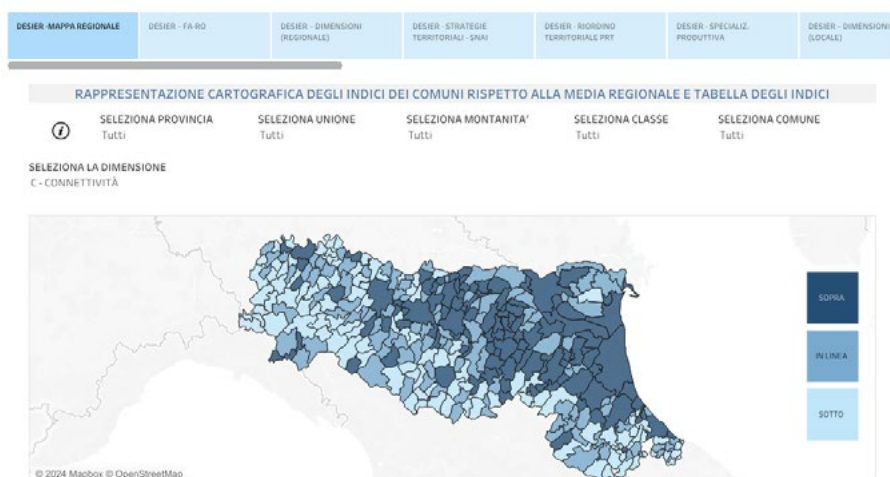 DESIER -MAPPA REGIONALE
DESIER - FA-RO
DESIER - DIMENSIONI
(REGIONALE)
DESIER - STRATEGIE
TERRITORIALI - SNAI
DESIER - RIORDINO
TERRITORIALE PRT
DESIER - SPECIALIZ.
PRODUTTIVA
DESIER - DIMENSIONI
(LOCALE)
RAPPRESENTAZIONE CARTOGRAFICA DEGLI INDICI DEI COMUNI RISPETTO ALLA MEDIA REGIONALE E TABELLA DEGLI INDICI
i
SELEZIONA PROVINCIA
Tutti
SELEZIONA UNIONE
Tutti
SELEZIONA MONTANITA'
Tutti
SELEZIONA CLASSE
Tutti
SELEZIONA COMUNE
Tutti
SELEZIONA LA DIMENSIONE
C - CONNETTIVITÀ
SOPRA
IN LINEA
SOTTO
© 2024 Mapbox © OpenStreetMap